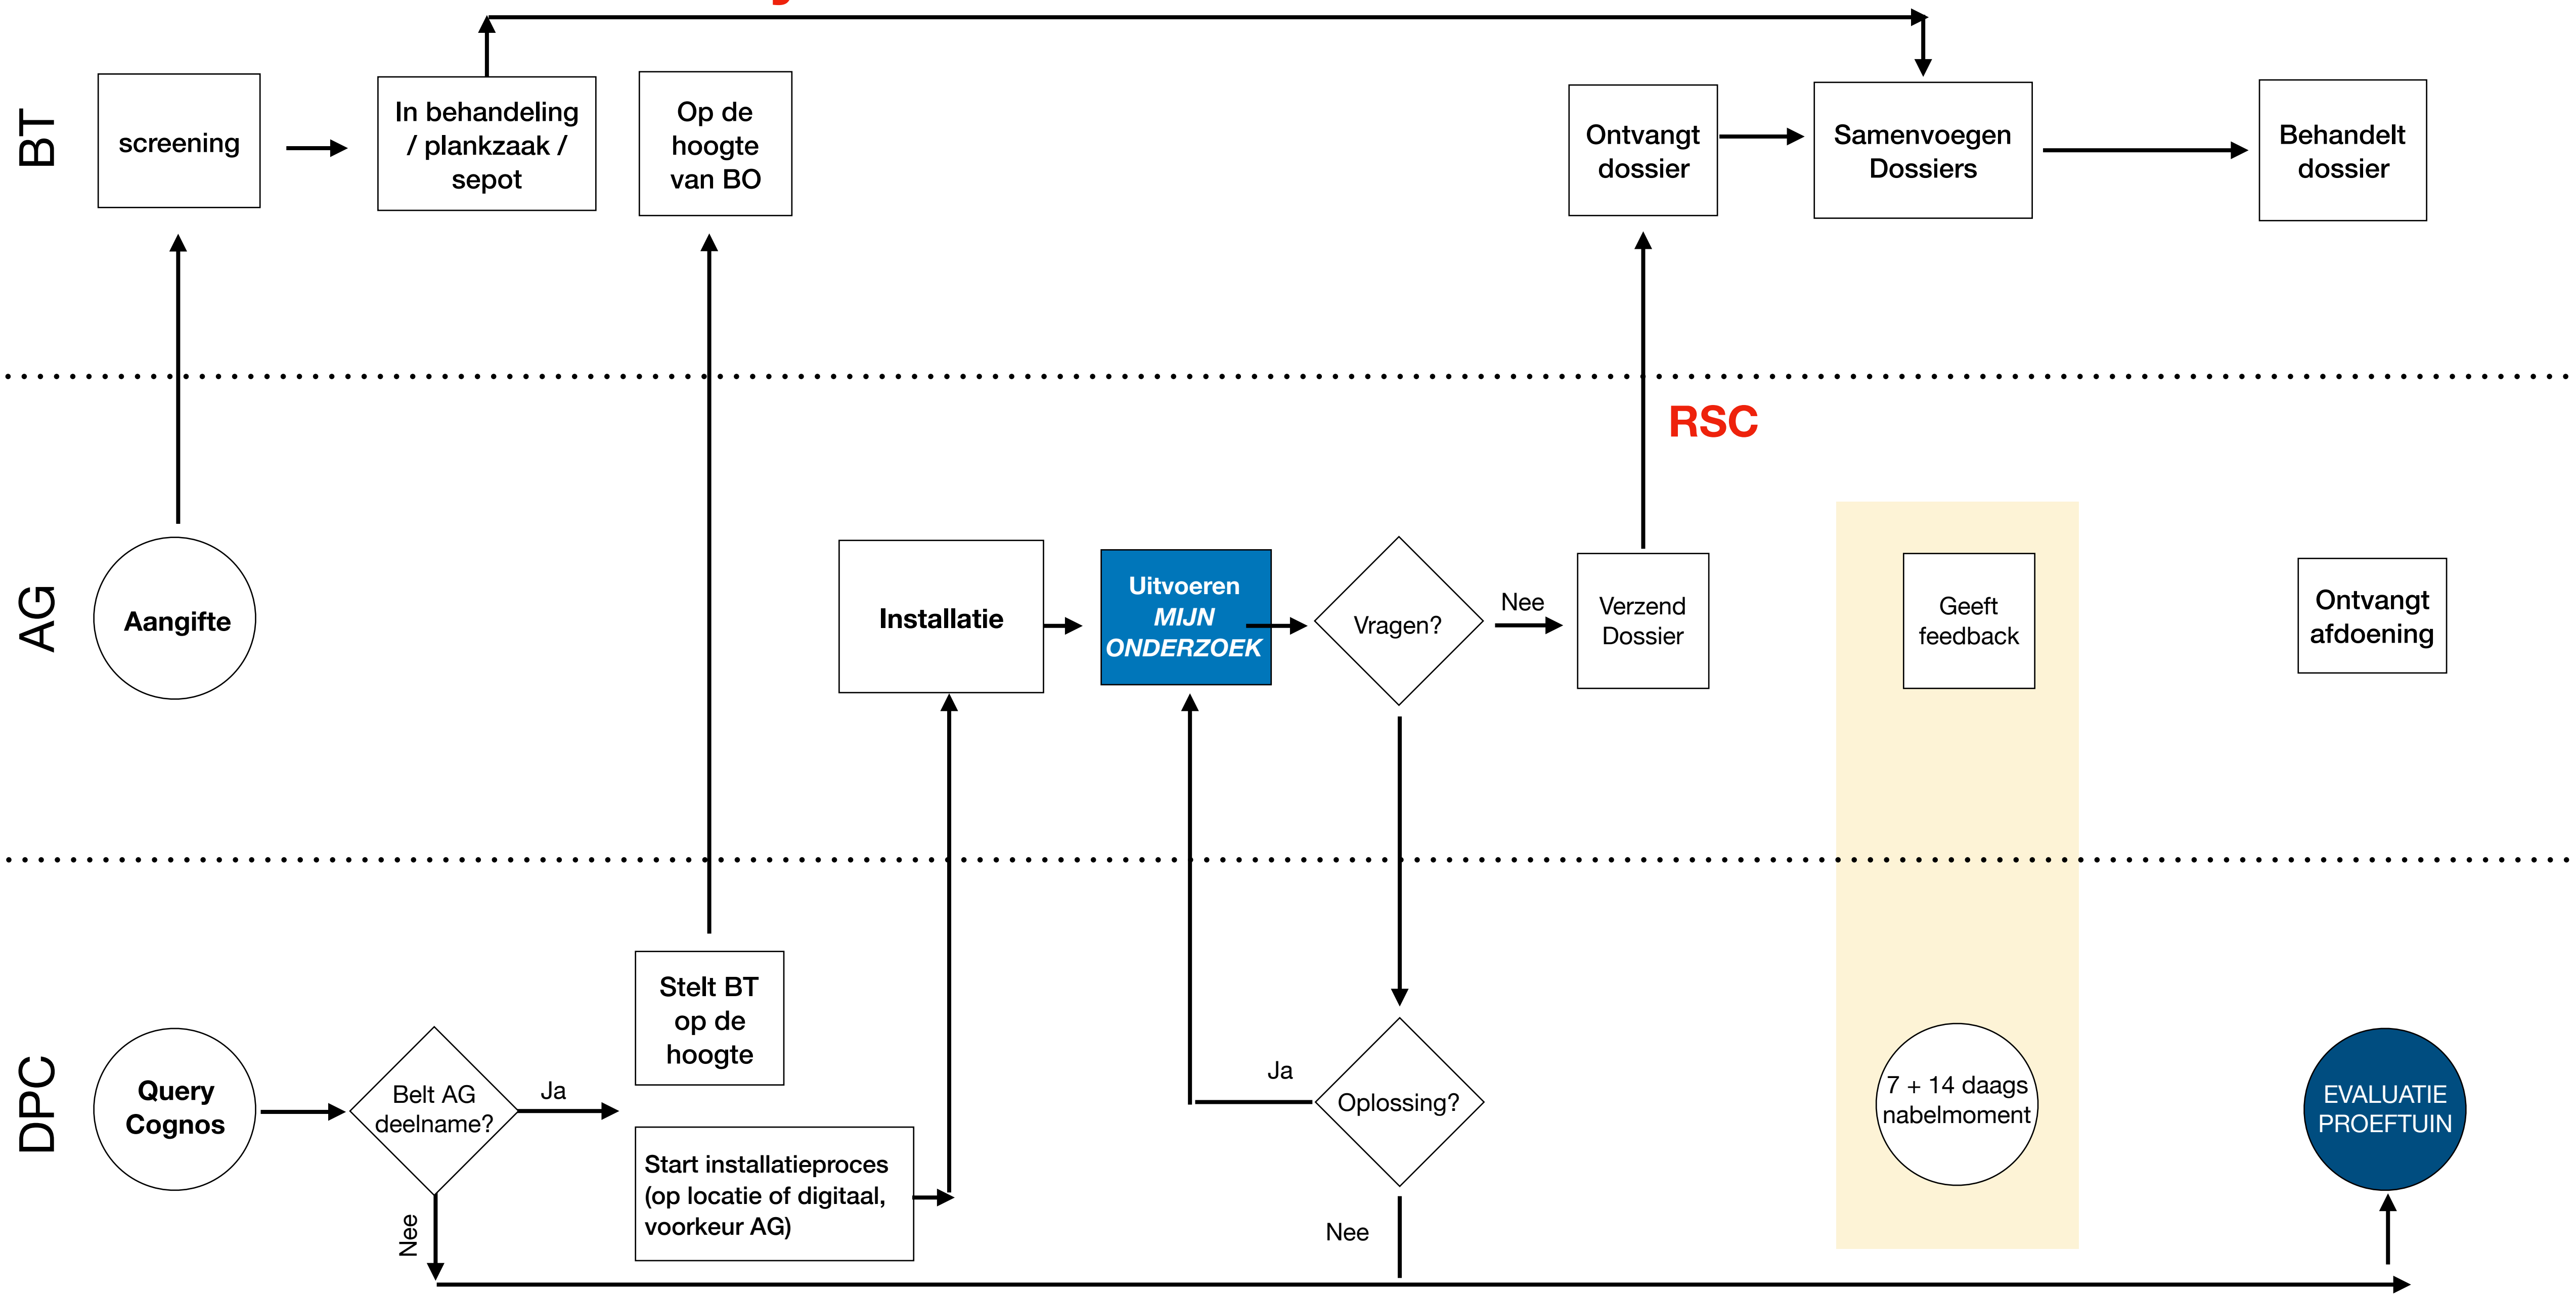 BT
screening
In behandeling
/ plankzaak /
sepot
Op de
hoogte
van BO
Ontvangt
dossier
Samenvoegen
Dossiers
Behandelt
dossier
RSC
AG
Aangifte
Installatie
Uitvoeren
MIJN
ONDERZOEK
Vragen?
Nee
Verzend
Dossier
Geeft
feedback
Ontvangt
afdoening
DPC
Query
Cognos
Belt AG
deelname?
Ja
Nee
Stelt BT
op de
hoogte
Start installatieproces
(op locatie of digitaal,
voorkeur AG)
Ja
Oplossing?
Nee
7 + 14 daags
nabelmoment
EVALUATIE
PROEFTUIN